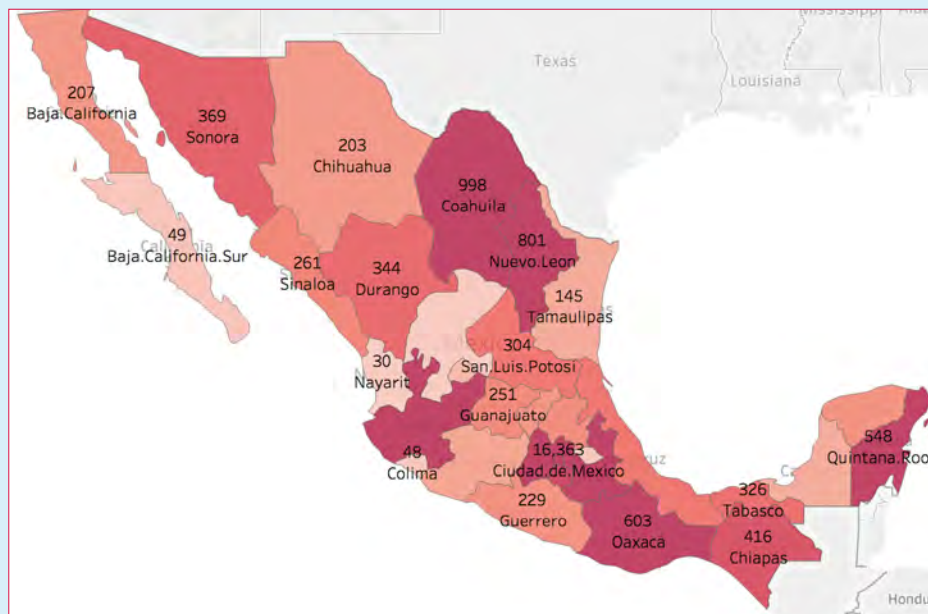 Texas
Louisiana
207
Baja.California
369
Sonora
203
Chihuahua
998
Coahuila
49
Baja.California.Sur
801
Nuevo.Leon
261
Sinaloa
344
Durango
145
Tamaulipas
304
San.Luis.Potosi
30
Nayarit
251
Guanajuato
548
Quintana.Roo
48
Colima
16,363
Ciudad.de.Mexico
326
Tabasco
229
Guerrero
603
Oaxaca
416
Chiapas
Hondu